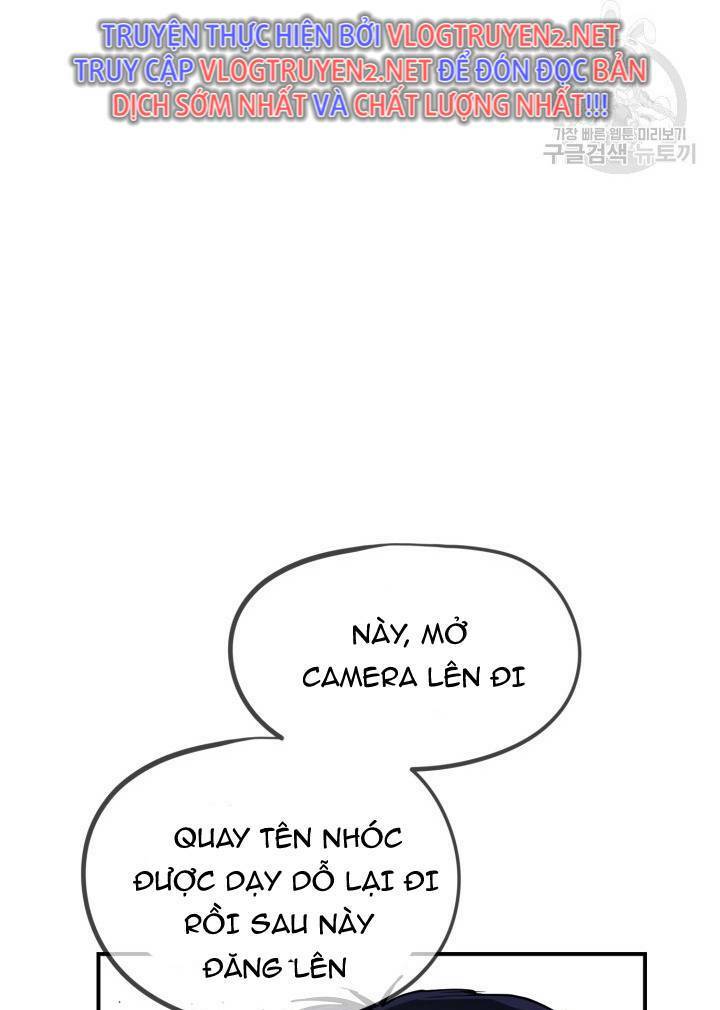 TRUYỆN THỰC HIỆN BỞI VLOGTRUYEN2.NET
TRUY CẬP VLOGTRUYEN2.NET ĐỂ ĐÓN ĐỌC BẢN
DỊCH SỚM NHẤT VÀ CHẤT LƯỢNG NHẤT!!!
가장 빠른 웹툰 미리보기
구글검색 뉴토끼
NÀY, MỞ
CAMERA LÊN ĐI
QUAY TÊN NHÓC
ĐƯỢC DẠY DỖ LẠI ĐI
RỒI SAU NÀY
ĐĂNG LÊN